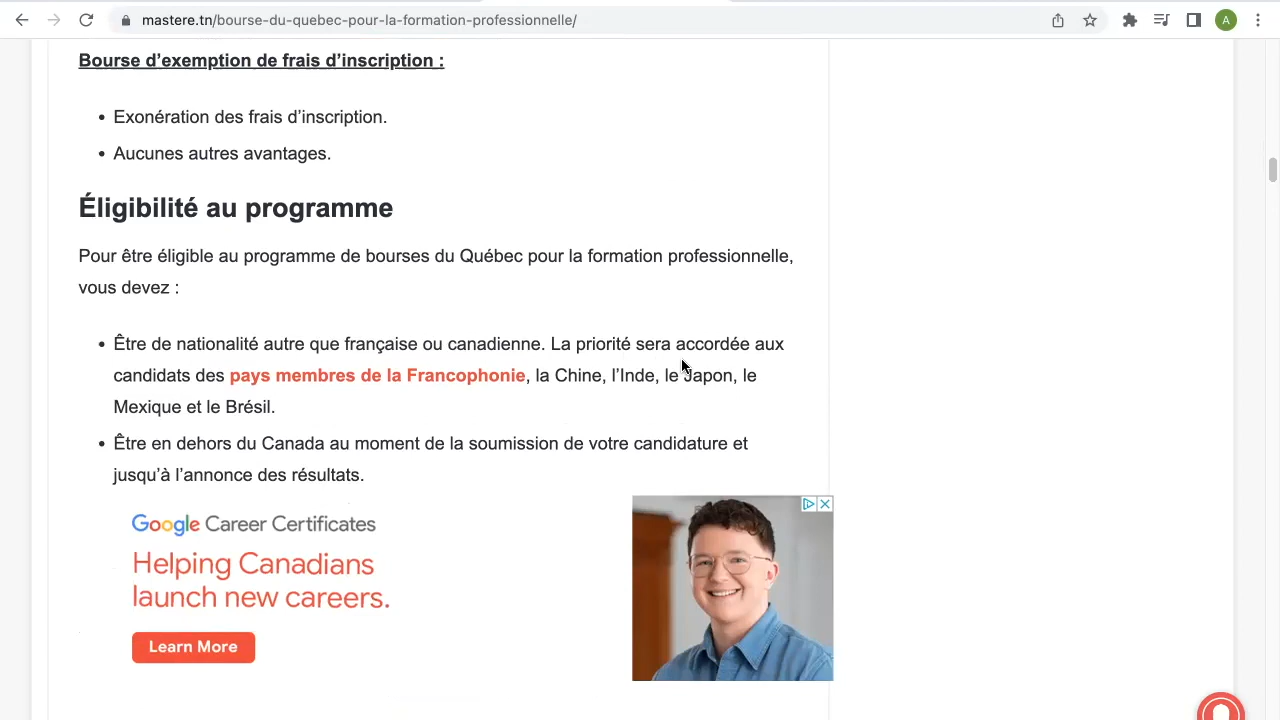 mastere.tn/bourse-du-quebec-pour-la-formation-professionnelle/
A
Bourse d’exemption de frais d’inscription :
• Exonération des frais d’inscription.
• Aucunes autres avantages.
Éligibilité au programme
Pour être éligible au programme de bourses du Québec pour la formation professionnelle,
vous devez :
• Être de nationalité autre que française ou canadienne. La priorité sera accordée aux
candidats des pays membres de la Francophonie, la Chine, l’Inde, le Japon, le
Mexique et le Brésil.
• Être en dehors du Canada au moment de la soumission de votre candidature et
jusqu’à l’annonce des résultats.
Google Career Certificates
Helping Canadians
launch new careers.
Learn More